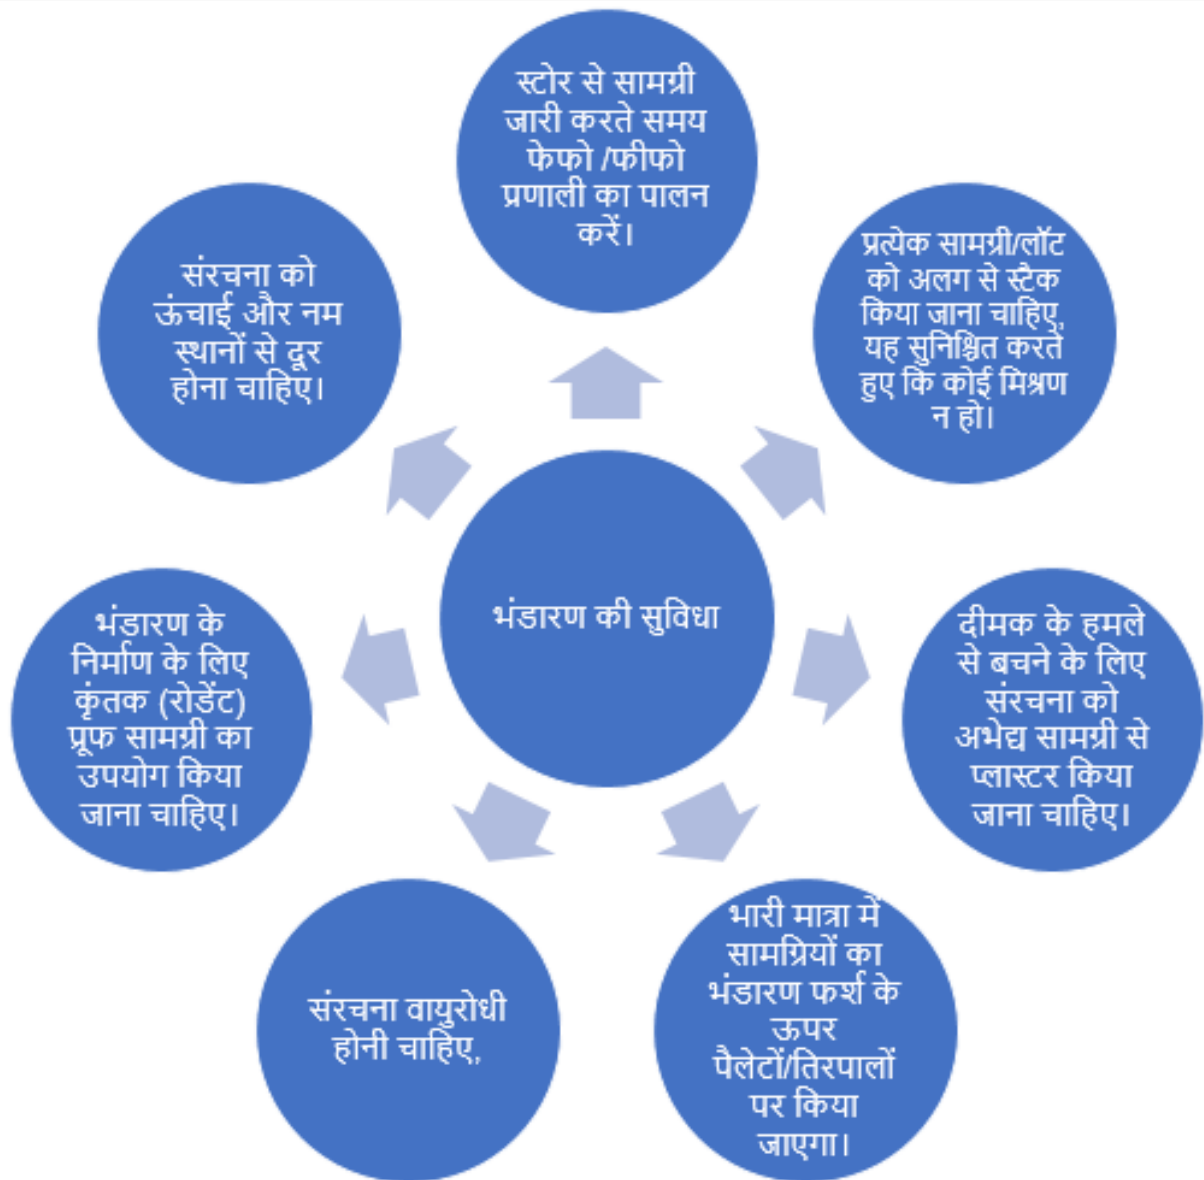 स्टोर से सामग्री
जारी करते समय
फेफो /फीफो
प्रणाली का पालन
करें।
प्रत्येक सामग्री/लॉट
को अलग से स्टैक
किया जाना चाहिए,
यह सुनिश्चित करते
हुए कि कोई मिश्रण
न हो।
दीमक के हमले
से बचने के लिए
संरचना को
अभेद्य सामग्री से
प्लास्टर किया
जाना चाहिए।
भारी मात्रा में
सामग्रियों का
भंडारण फर्श के
ऊपर
पैलेटों/तिरपालों
पर किया
जाएगा।
संरचना वायुरोधी
होनी चाहिए,
भंडारण के
निर्माण के लिए
कृंतक (रोडेंट)
प्रूफ सामग्री का
उपयोग किया
जाना चाहिए।
संरचना को
ऊंचाई और नम
स्थानों से दूर
होना चाहिए।
भंडारण की सुविधा